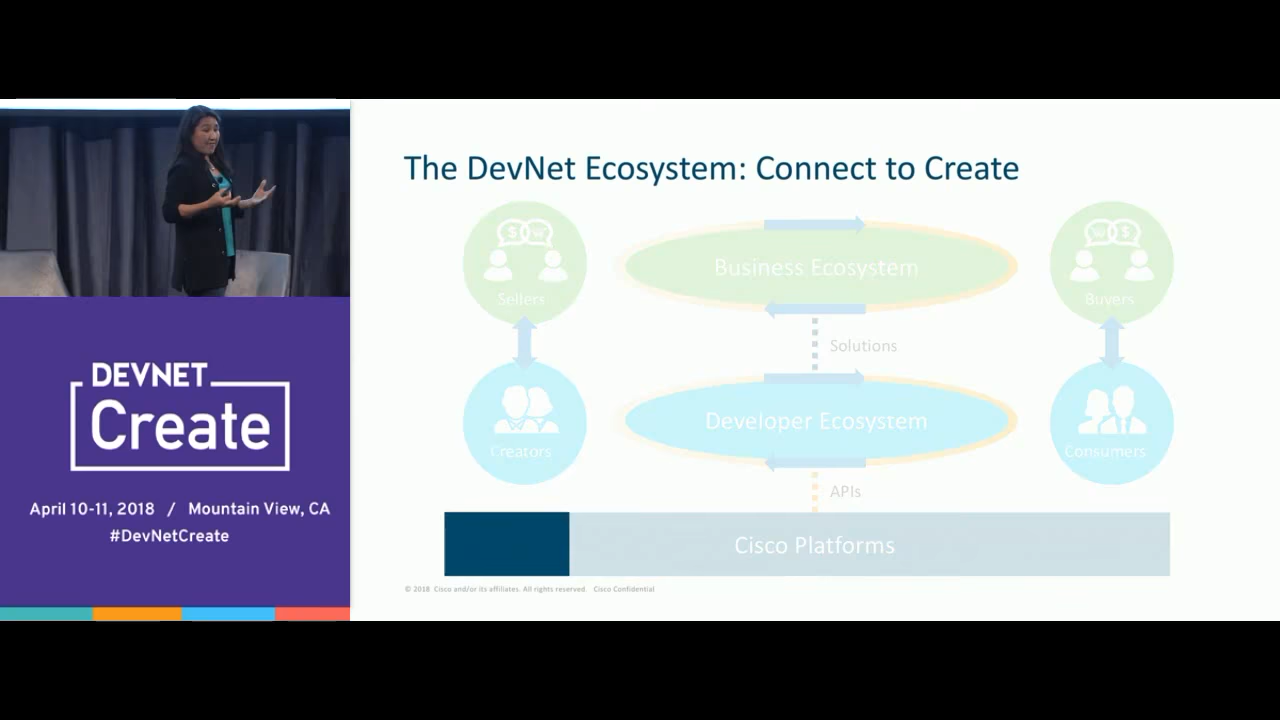 The DevNet Ecosystem: Connect to Create
Sellers
Business Ecosystem
Buyers
Solutions
Creators
Developer Ecosystem
Consumers
APIs
Cisco Platforms
© 2018 Cisco and/or its affiliates. All rights reserved. Cisco Confidential
DEVNET
Create
April 10-11, 2018 / Mountain View, CA
#DevNetCreate